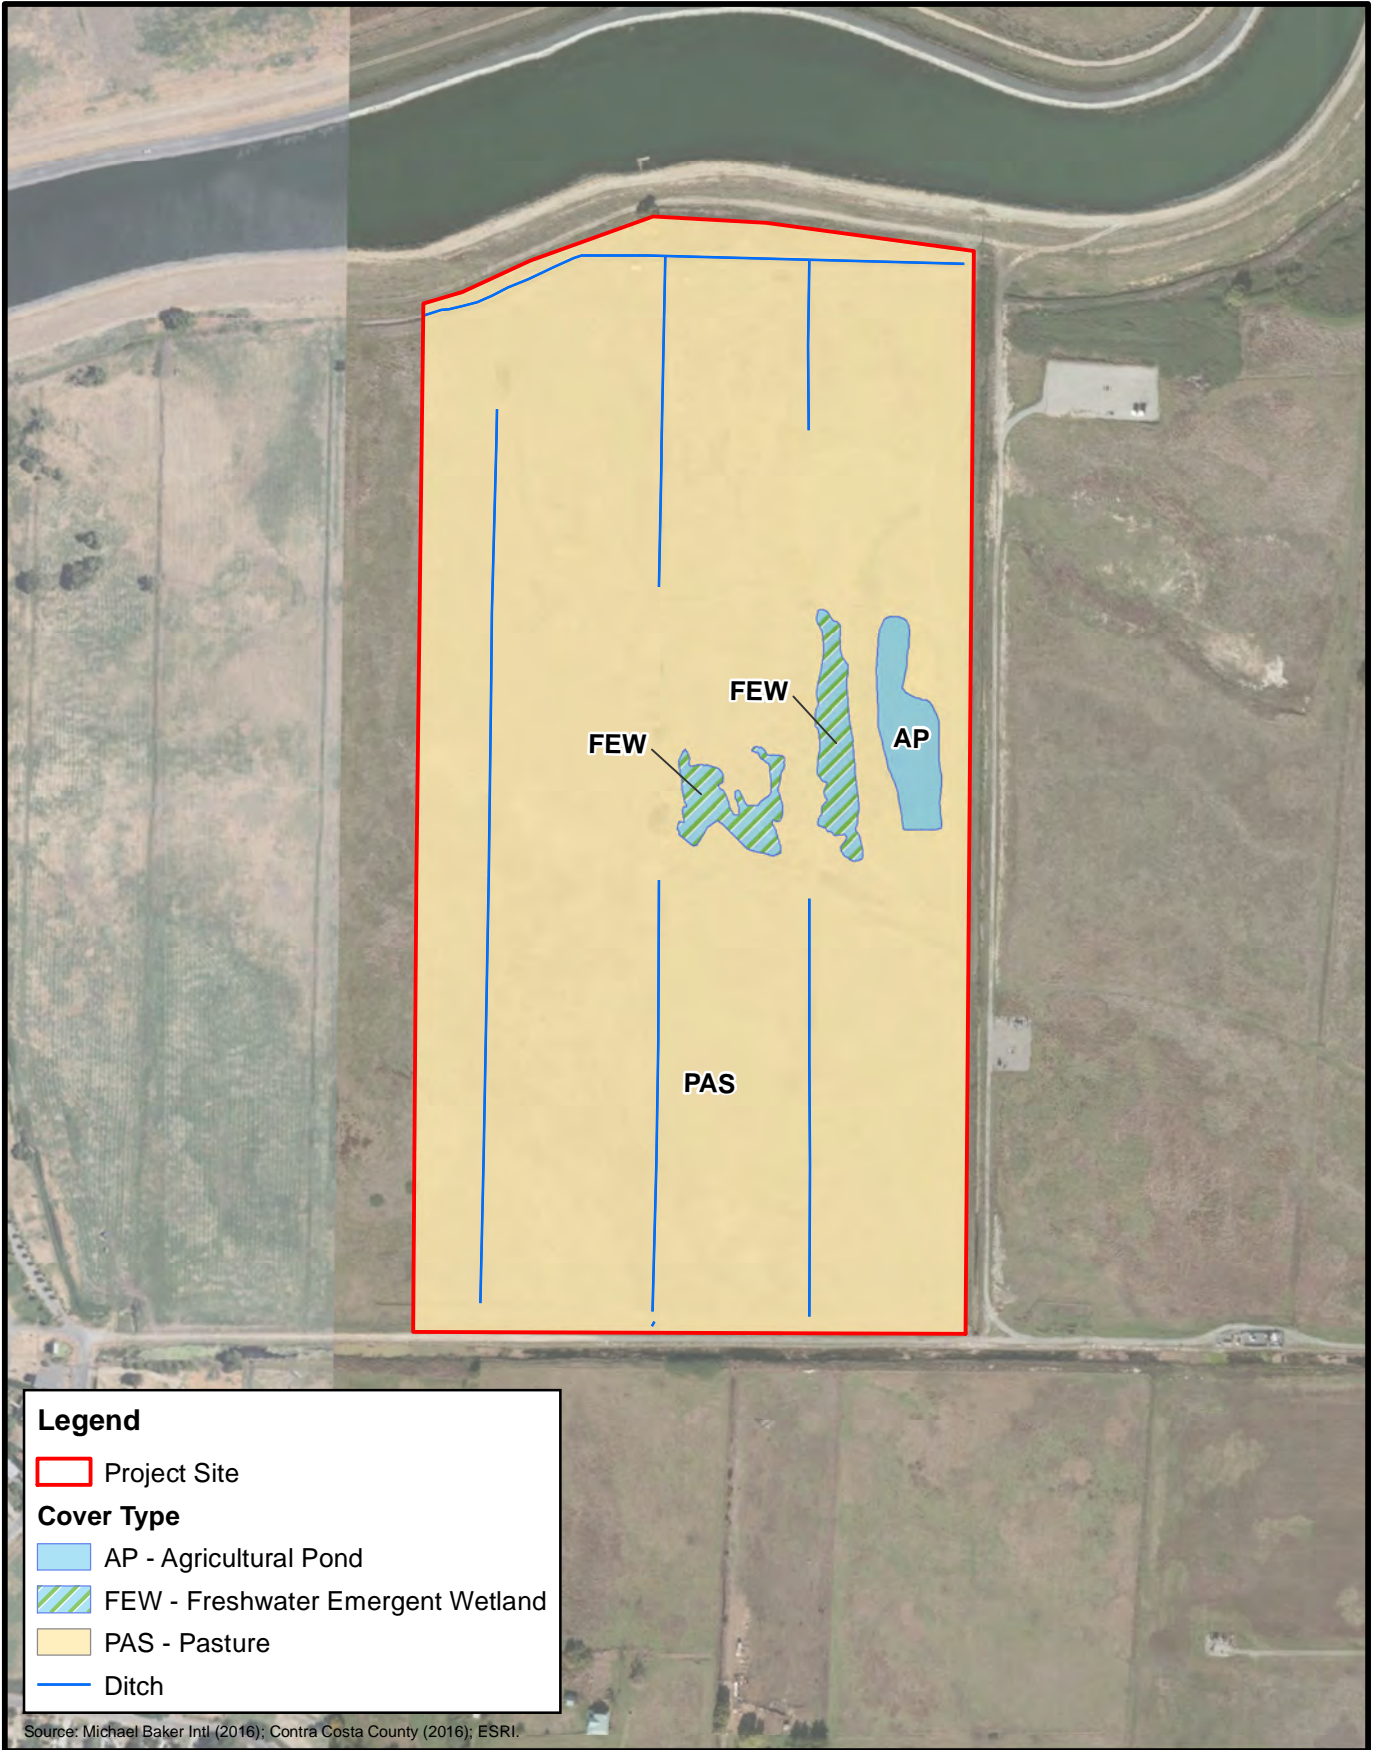 FEW
FEW
AP
PAS
Legend
Project Site
Cover Type
AP - Agricultural Pond
FEW - Freshwater Emergent Wetland
PAS - Pasture
Ditch
Source: Michael Baker Intl (2016); Contra Costa County (2016); ESRI.